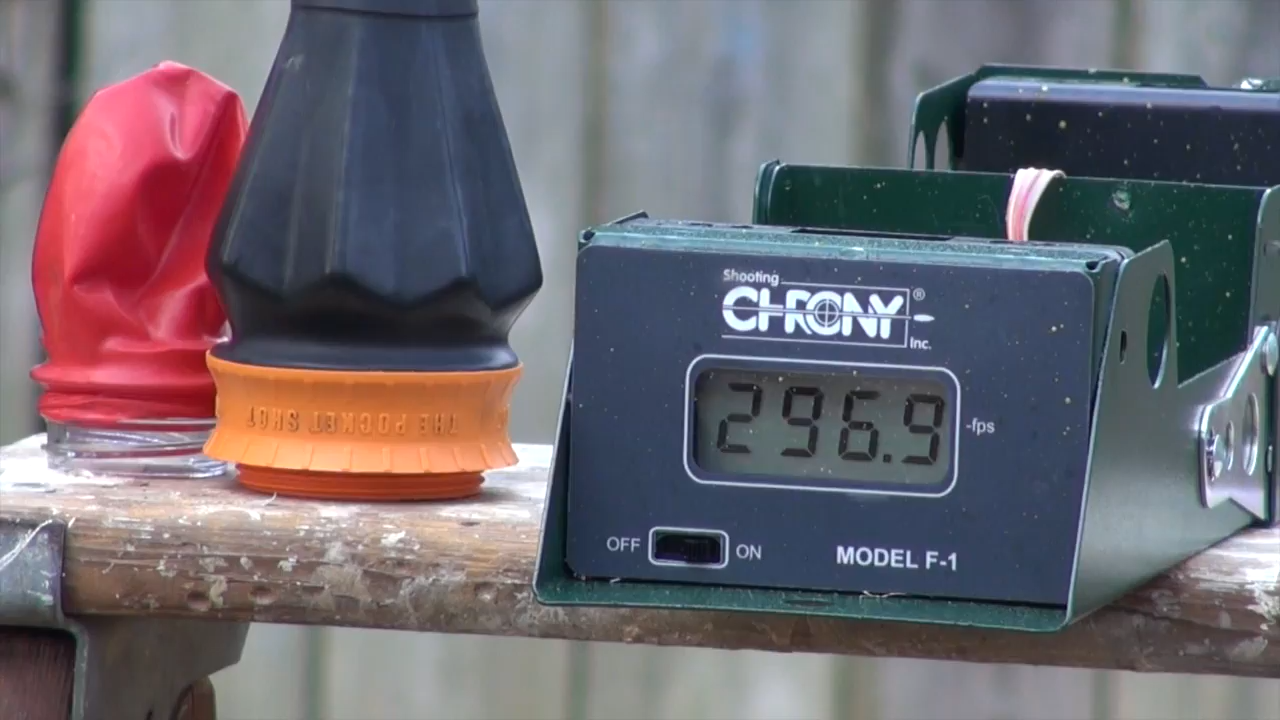 THE POCKET SHOT
Shooting
CHRONY®
Inc.
296.9 -fps
OFF ON
MODEL F-1